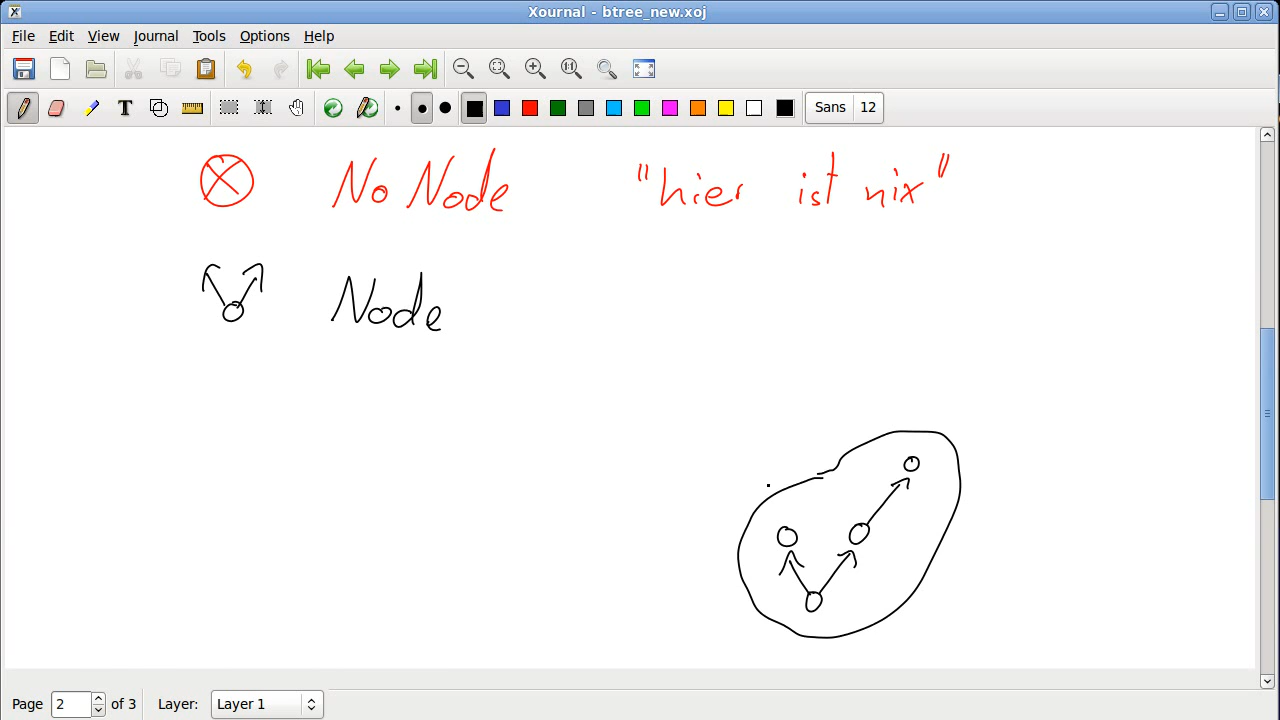 Xournal - btree_new.xoj
File Edit View Journal Tools Options Help
Sans 12
No Node "hier ist nix"
Node
Page 2 of 3 Layer: Layer 1